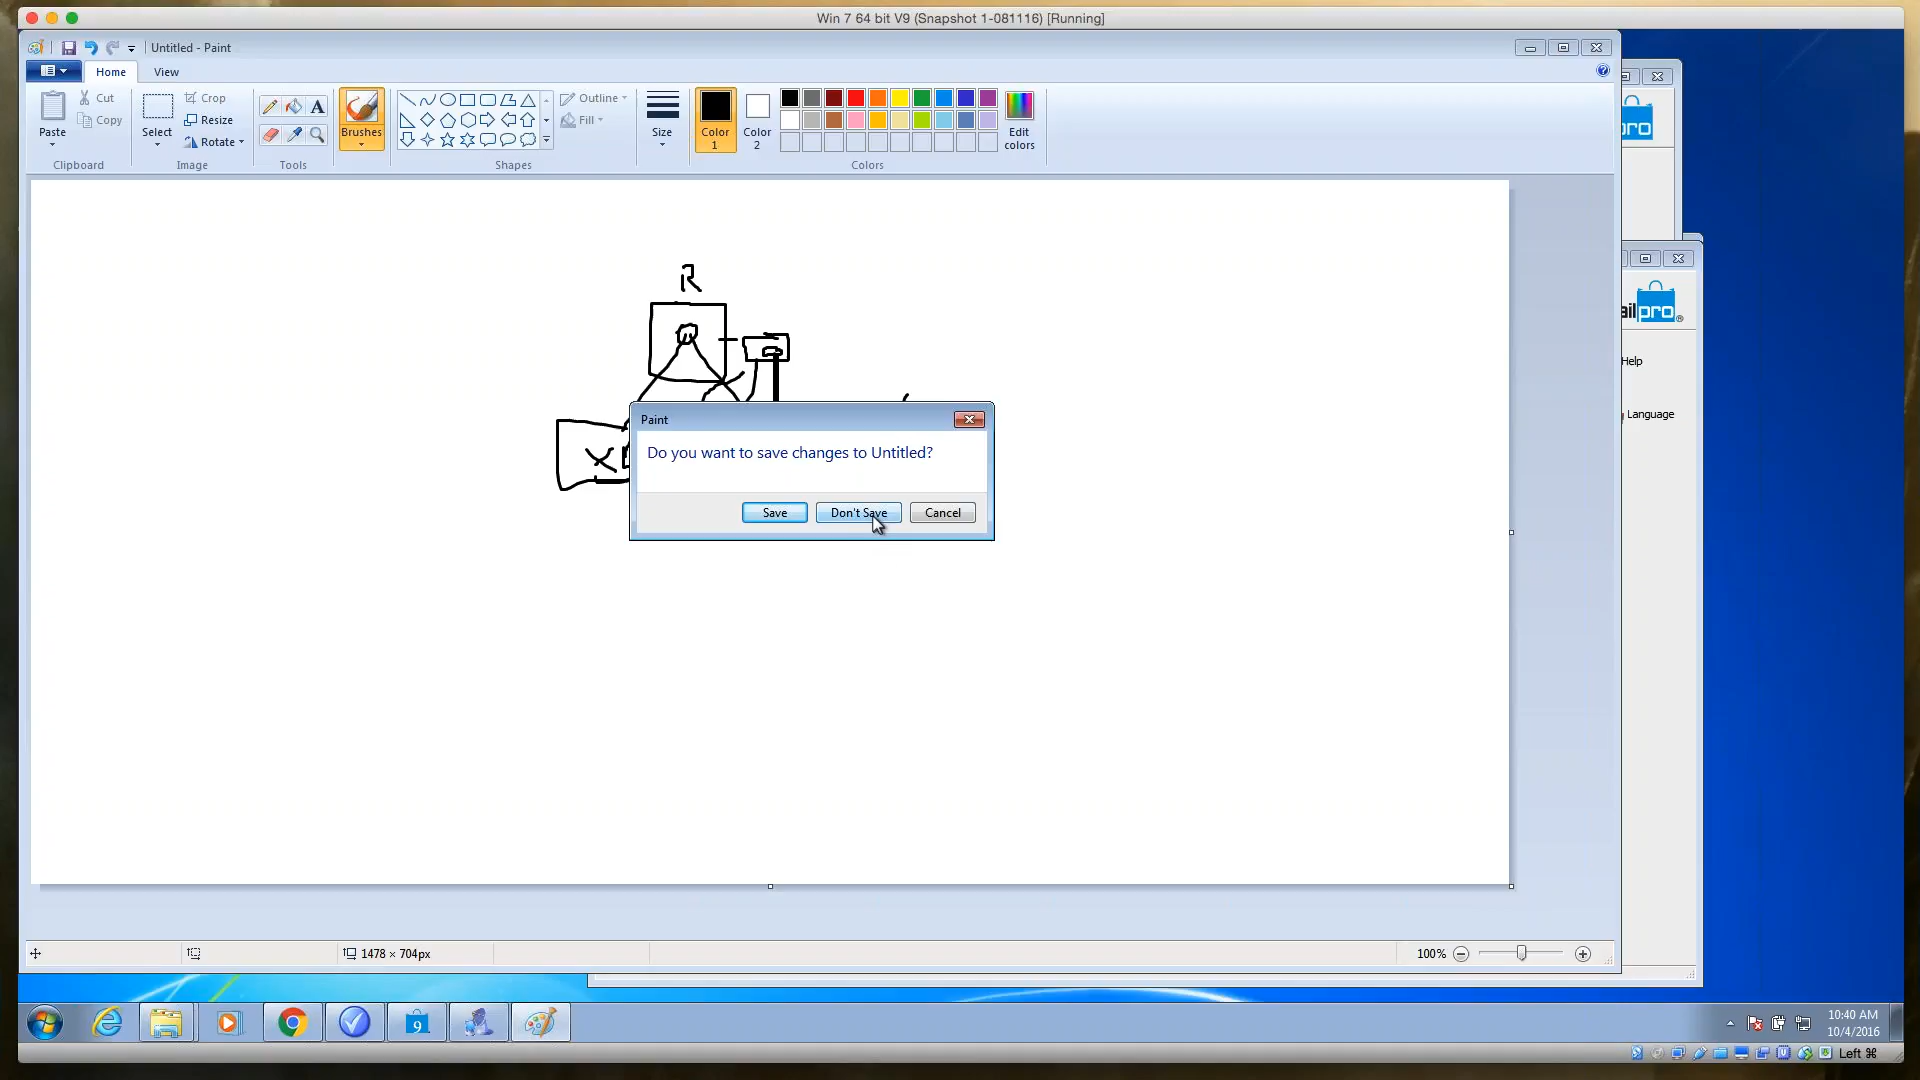 Win 7 64 bit V9 (Snapshot 1-081116) [Running]
Untitled - Paint
Home
View
Paste
Cut
Copy
Clipboard
Select
Crop
Resize
Rotate
Image
A
Tools
Brushes
Shapes
Outline
Fill
Size
Color
1
Color
2
Edit
colors
Colors
pro
ilpro
Help
Language
R
X
Paint
Do you want to save changes to Untitled?
Save
Don't Save
Cancel
1478 × 704px
100%
9
10:40 AM
10/4/2016
Left ⌘